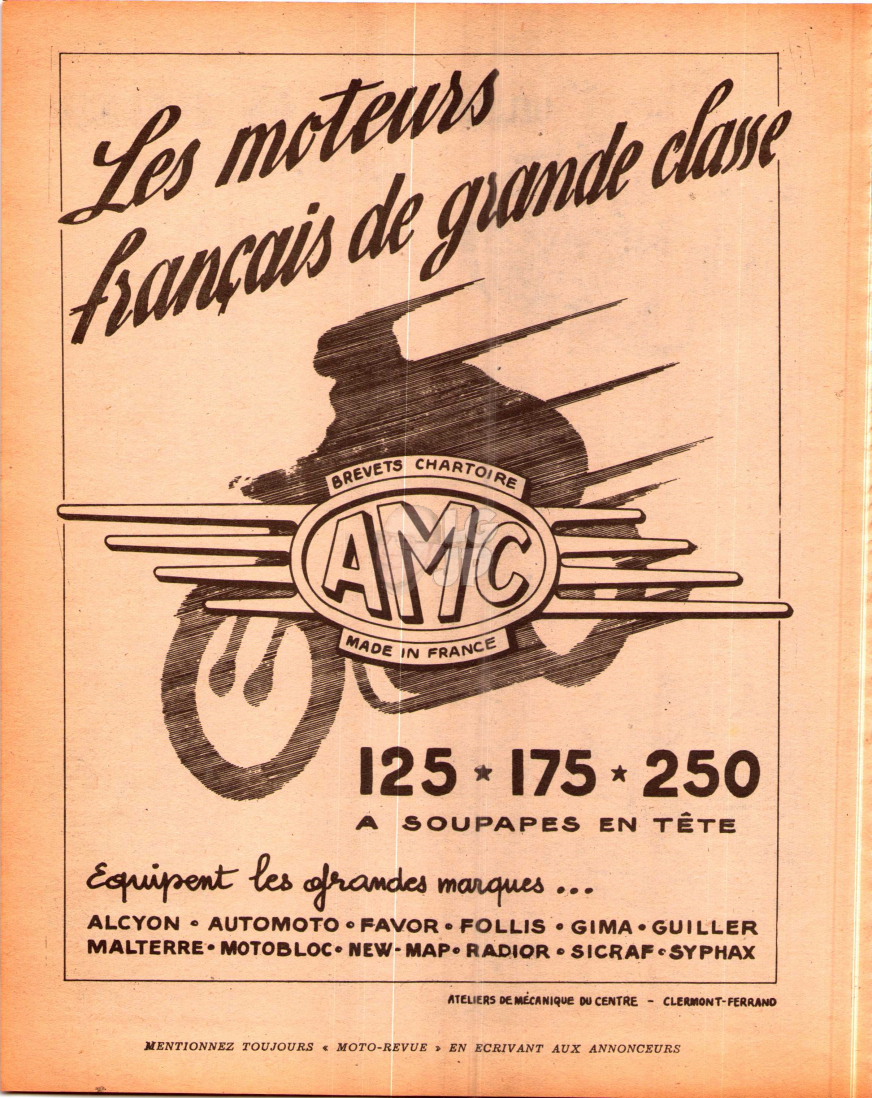 Les moteurs
français de grande classe
BREVETS CHARTOIRE
AMC
MADE IN FRANCE
125 ★ 175 ★ 250
A SOUPAPES EN TÊTE
Equipent les grandes marques ...
ALCYON • AUTOMOTO • FAVOR • FOLLIS • GIMA • GUILLER
MALTERRE • MOTOBLOC • NEW-MAP • RADIOR • SICRAF • SYPHAX
ATELIERS DE MÉCANIQUE DU CENTRE - CLERMONT-FERRAND
MENTIONNEZ TOUJOURS « MOTO-REVUE » EN ECRIVANT AUX ANNONCEURS